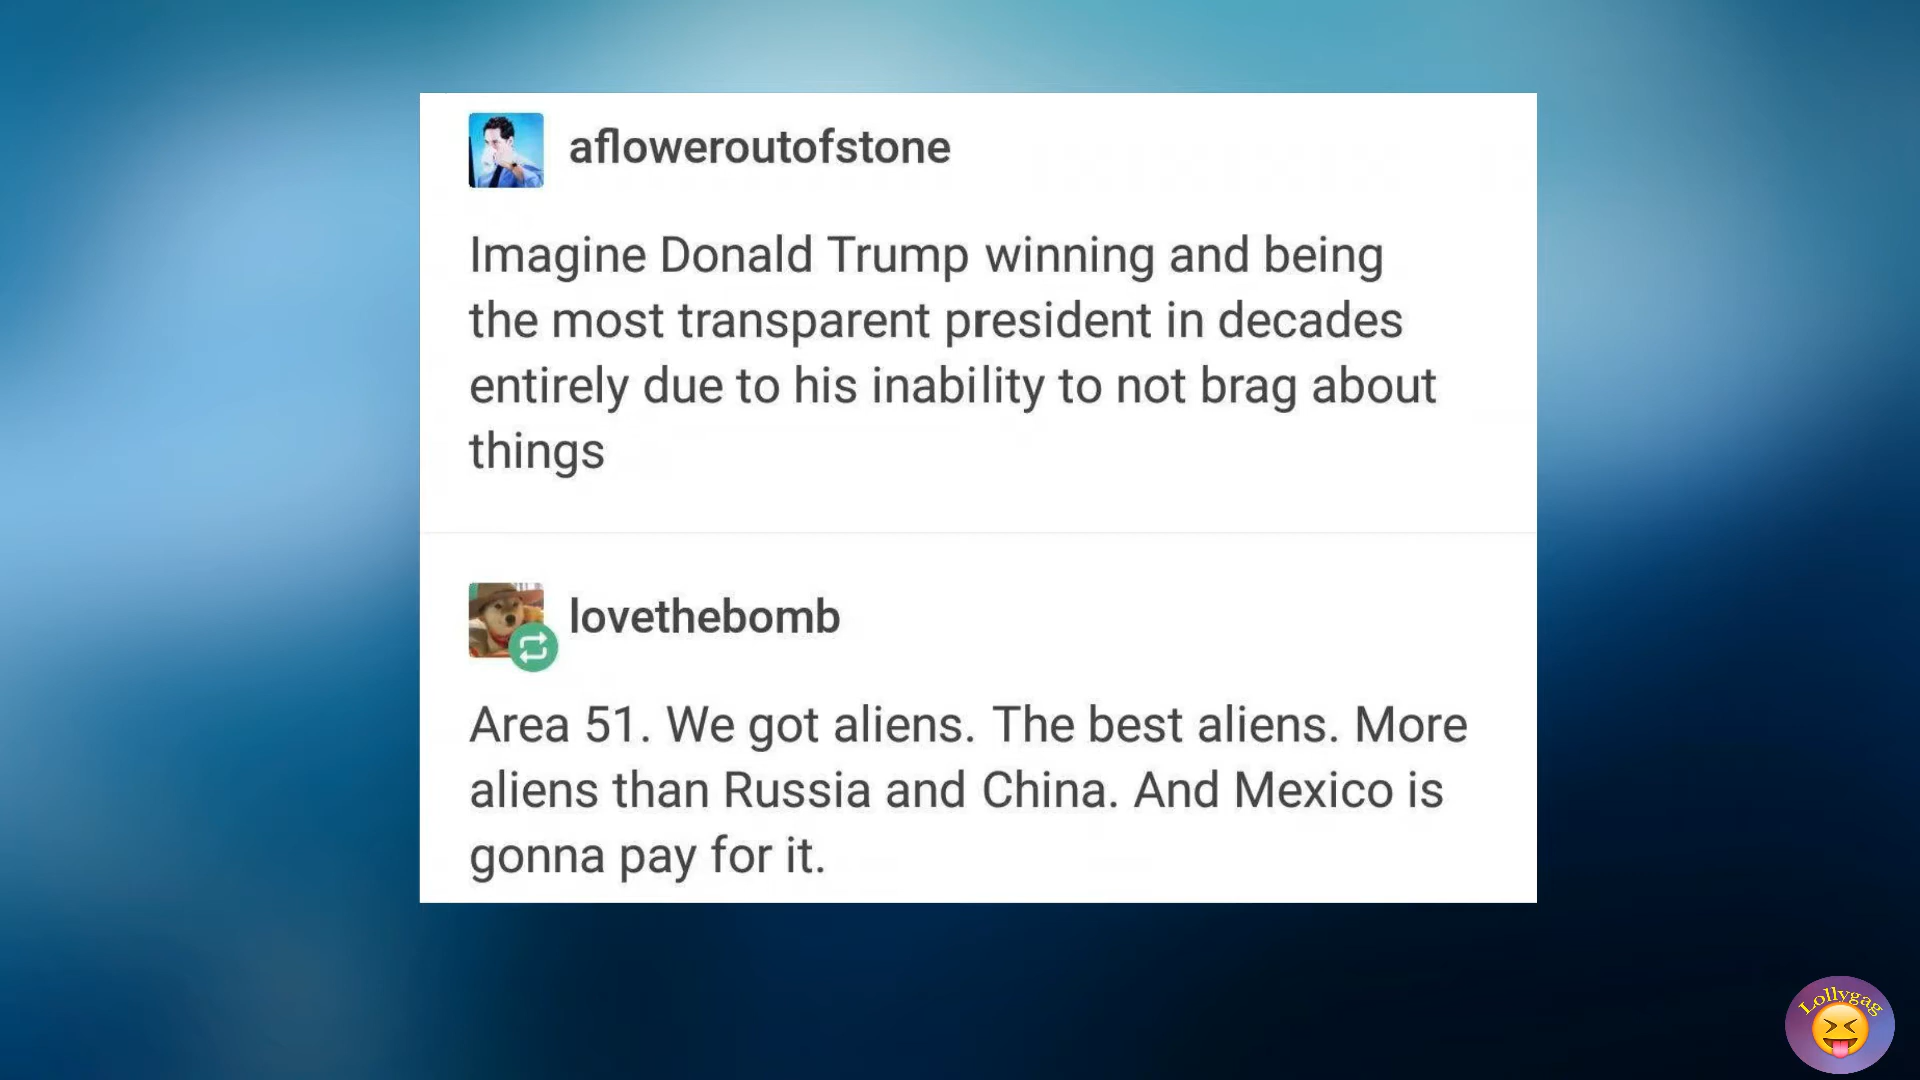 afloweroutofstone
Imagine Donald Trump winning and being
the most transparent president in decades
entirely due to his inability to not brag about
things
lovethebomb
Area 51. We got aliens. The best aliens. More
aliens than Russia and China. And Mexico is
gonna pay for it.
Lollygag